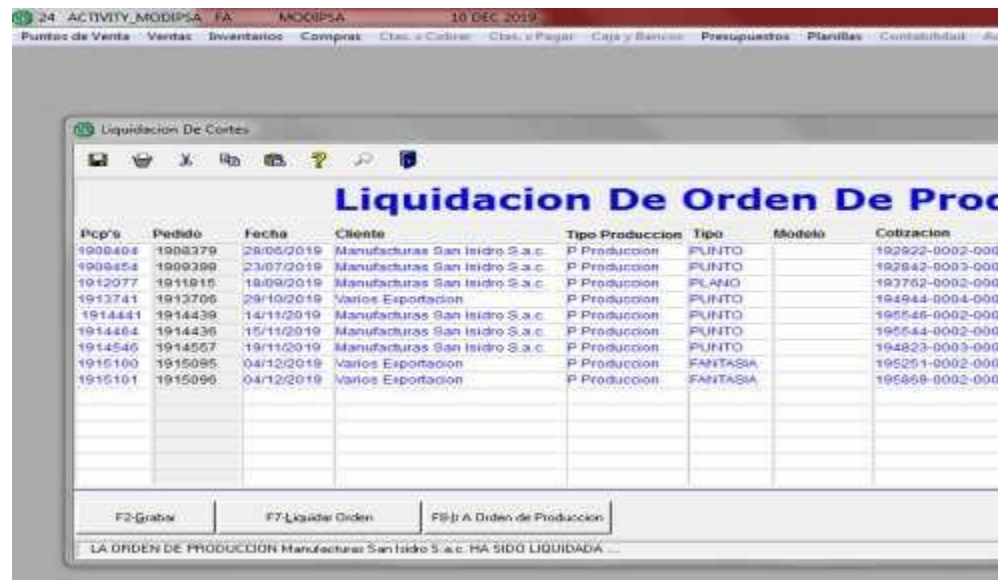 24 ACTIVITY_MODIPSA FA MODIPSA 10 DEC 2019
Puntos de Venta Ventas Inventarios Compras Ctas. x Cobrar Ctas. x Pagar Caja y Bancos Presupuestos Planillas Contabilidad
Liquidacion De Cortes
Liquidacion De Orden De Proc
Pcp's Pedido Fecha Cliente Tipo Produccion Tipo Modelo Cotizacion
1908404 1908379 28/06/2019 Manufacturas San Isidro S.a.c. P Produccion PUNTO 192922-0002-000
1909454 1909398 23/07/2019 Manufacturas San Isidro S.a.c. P Produccion PUNTO 192842-0003-000
1912077 1911915 18/09/2019 Manufacturas San Isidro S.a.c. P Produccion PLANO 193762-0002-000
1913741 1913706 29/10/2019 Varios Exportacion P Produccion PUNTO 194944-0004-000
1914441 1914439 14/11/2019 Manufacturas San Isidro S.a.c. P Produccion PUNTO 195546-0002-000
1914464 1914436 15/11/2019 Manufacturas San Isidro S.a.c. P Produccion PUNTO 195544-0002-000
1914546 1914557 19/11/2019 Manufacturas San Isidro S.a.c. P Produccion PUNTO 194823-0003-000
1915100 1915095 04/12/2019 Varios Exportacion P Produccion FANTASIA 195251-0002-000
1915101 1915096 04/12/2019 Varios Exportacion P Produccion FANTASIA 195869-0002-000
F2-Grabar F7-Liquidar Orden F8-Ir A Orden de Produccion
LA ORDEN DE PRODUCCION Manufacturas San Isidro S.a.c. HA SIDO LIQUIDADA ...